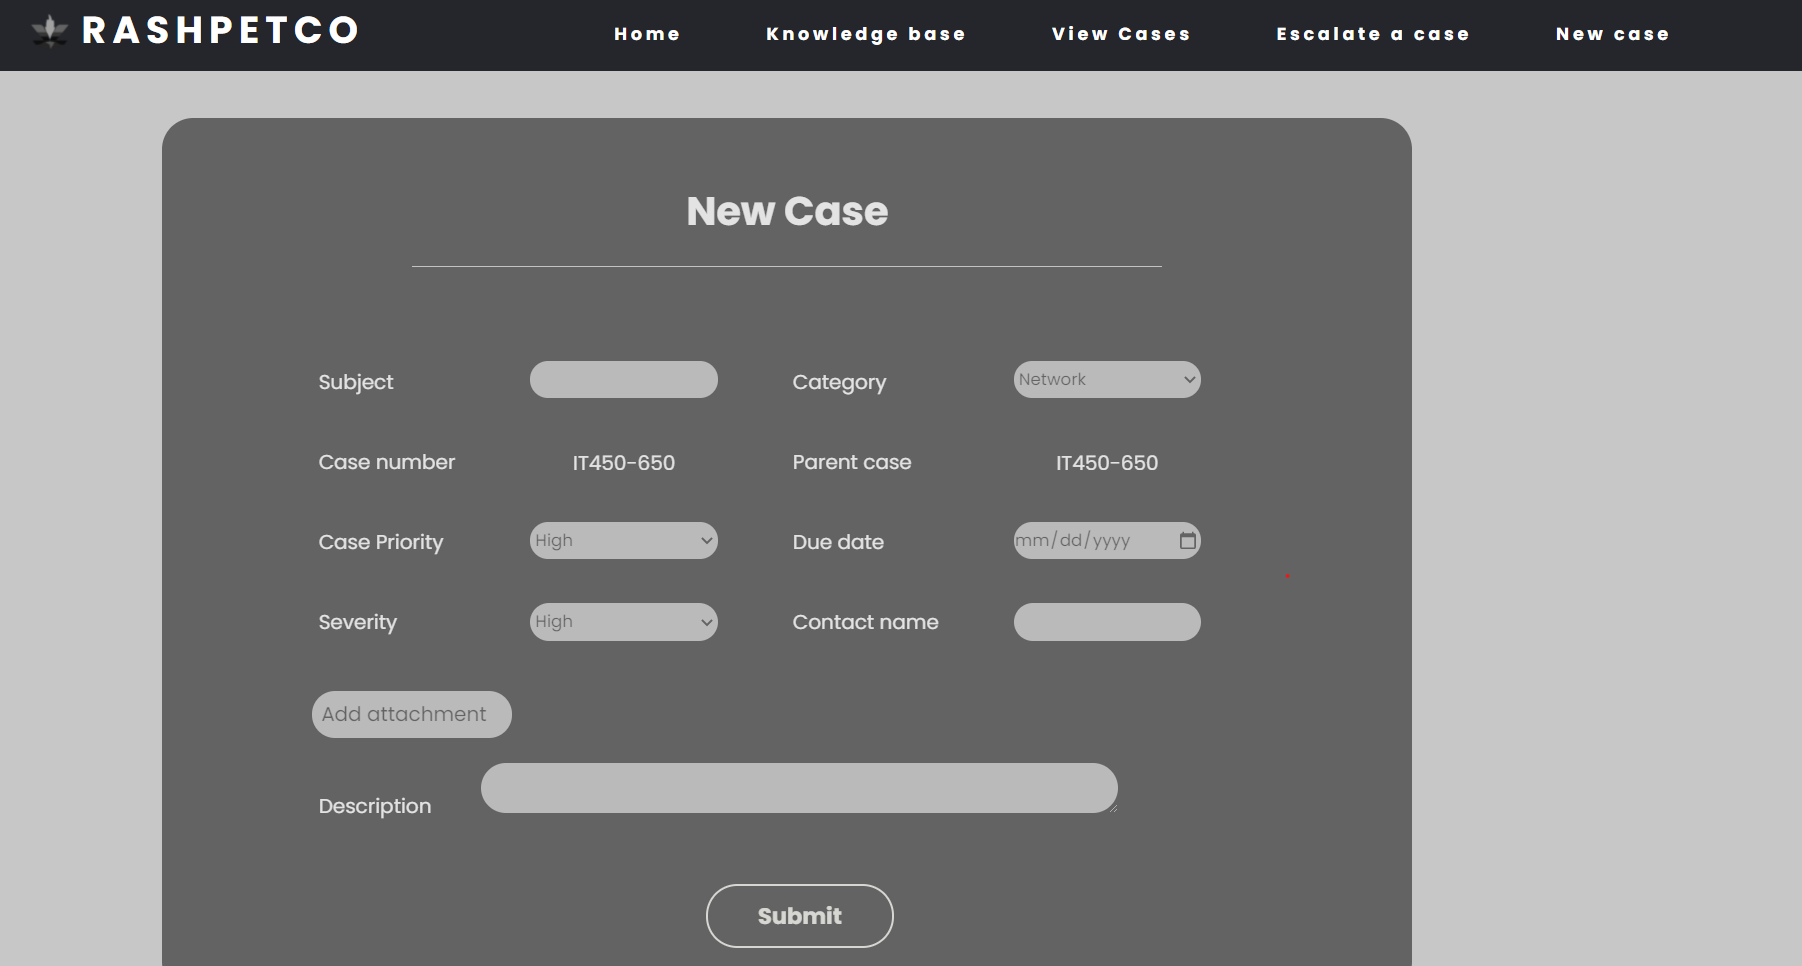 RASHPETCO
Home Knowledge base View Cases Escalate a case New case
New Case
Subject Category Network
Case number IT450-650 Parent case IT450-650
Case Priority High Due date mm/dd/yyyy
Severity High Contact name
Add attachment
Description
Submit